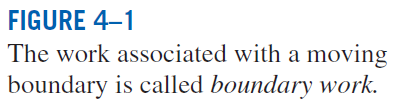 FIGURE 4–1
The work associated with a moving
boundary is called boundary work.